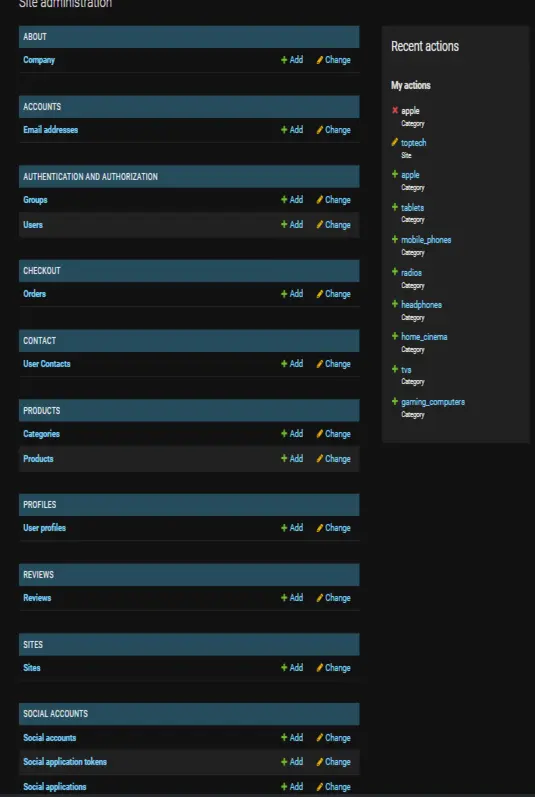 Site administration
ABOUT
Company Add Change
ACCOUNTS
Email addresses Add Change
AUTHENTICATION AND AUTHORIZATION
Groups Add Change
Users Add Change
CHECKOUT
Orders Add Change
CONTACT
User Contacts Add Change
PRODUCTS
Categories Add Change
Products Add Change
PROFILES
User profiles Add Change
REVIEWS
Reviews Add Change
SITES
Sites Add Change
SOCIAL ACCOUNTS
Social accounts Add Change
Social application tokens Add Change
Social applications Add Change
Recent actions
My actions
apple
Category
toptech
Site
apple
Category
tablets
Category
mobile_phones
Category
radios
Category
headphones
Category
home_cinema
Category
tvs
Category
gaming_computers
Category